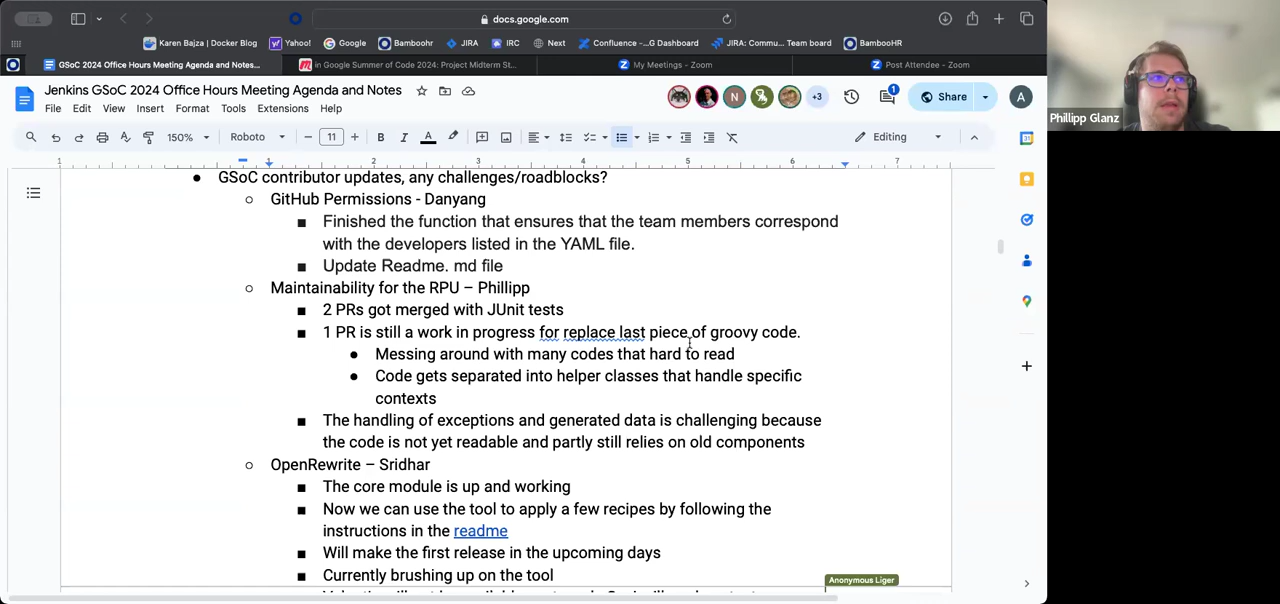 docs.google.com
Karen Bajza | Docker Blog
Yahoo!
Google
Bamboohr
JIRA
IRC
Next
Confluence ...G Dashboard
JIRA: Commu... Team board
BambooHR
GSoC 2024 Office Hours Meeting Agenda and Notes...
in Google Summer of Code 2024: Project Midterm St...
My Meetings - Zoom
Post Attendee - Zoom
Jenkins GSoC 2024 Office Hours Meeting Agenda and Notes
File Edit View Insert Format Tools Extensions Help
N
+3
1
Share
A
150%
Roboto
11
B I A
Editing
1 1 2 3 4 5 6 7
GSoC contributor updates, any challenges/roadblocks?
GitHub Permissions - Danyang
Finished the function that ensures that the team members correspond
with the developers listed in the YAML file.
Update Readme. md file
Maintainability for the RPU – Phillipp
2 PRs got merged with JUnit tests
1 PR is still a work in progress for replace last piece of groovy code.
Messing around with many codes that hard to read
Code gets separated into helper classes that handle specific
contexts
The handling of exceptions and generated data is challenging because
the code is not yet readable and partly still relies on old components
OpenRewrite – Sridhar
The core module is up and working
Now we can use the tool to apply a few recipes by following the
instructions in the readme
Will make the first release in the upcoming days
Currently brushing up on the tool
Anonymous Liger
Phillipp Glanz